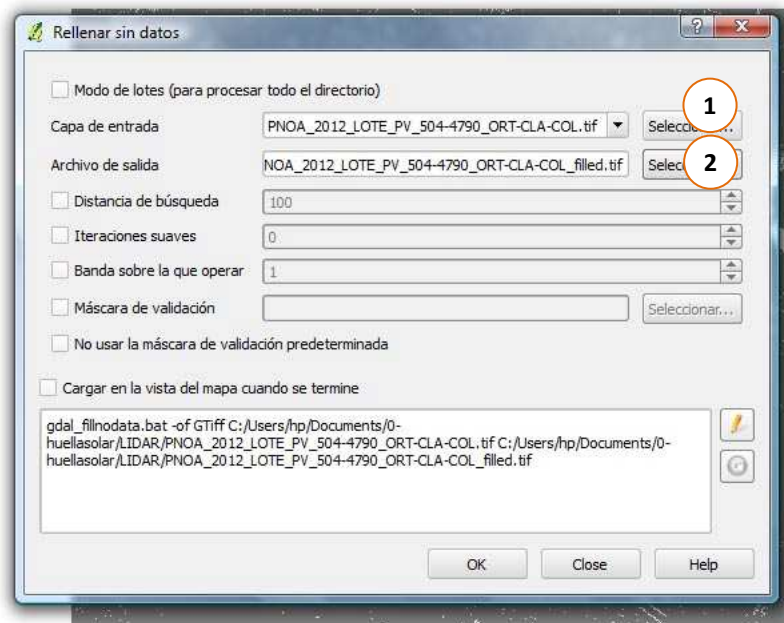 Rellenar sin datos
Modo de lotes (para procesar todo el directorio)
Capa de entrada PNOA_2012_LOTE_PV_504-4790_ORT-CLA-COL.tif Seleccionar... 1
Archivo de salida NOA_2012_LOTE_PV_504-4790_ORT-CLA-COL_filled.tif 2
Distancia de búsqueda 100
Iteraciones suaves 0
Banda sobre la que operar 1
Máscara de validación Seleccionar...
No usar la máscara de validación predeterminada
Cargar en la vista del mapa cuando se termine
gdal_fillnodata.bat -of GTiff C:/Users/hp/Documents/0-
huellasolar/LIDAR/PNOA_2012_LOTE_PV_504-4790_ORT-CLA-COL.tif C:/Users/hp/Documents/0-
huellasolar/LIDAR/PNOA_2012_LOTE_PV_504-4790_ORT-CLA-COL_filled.tif
OK Close Help